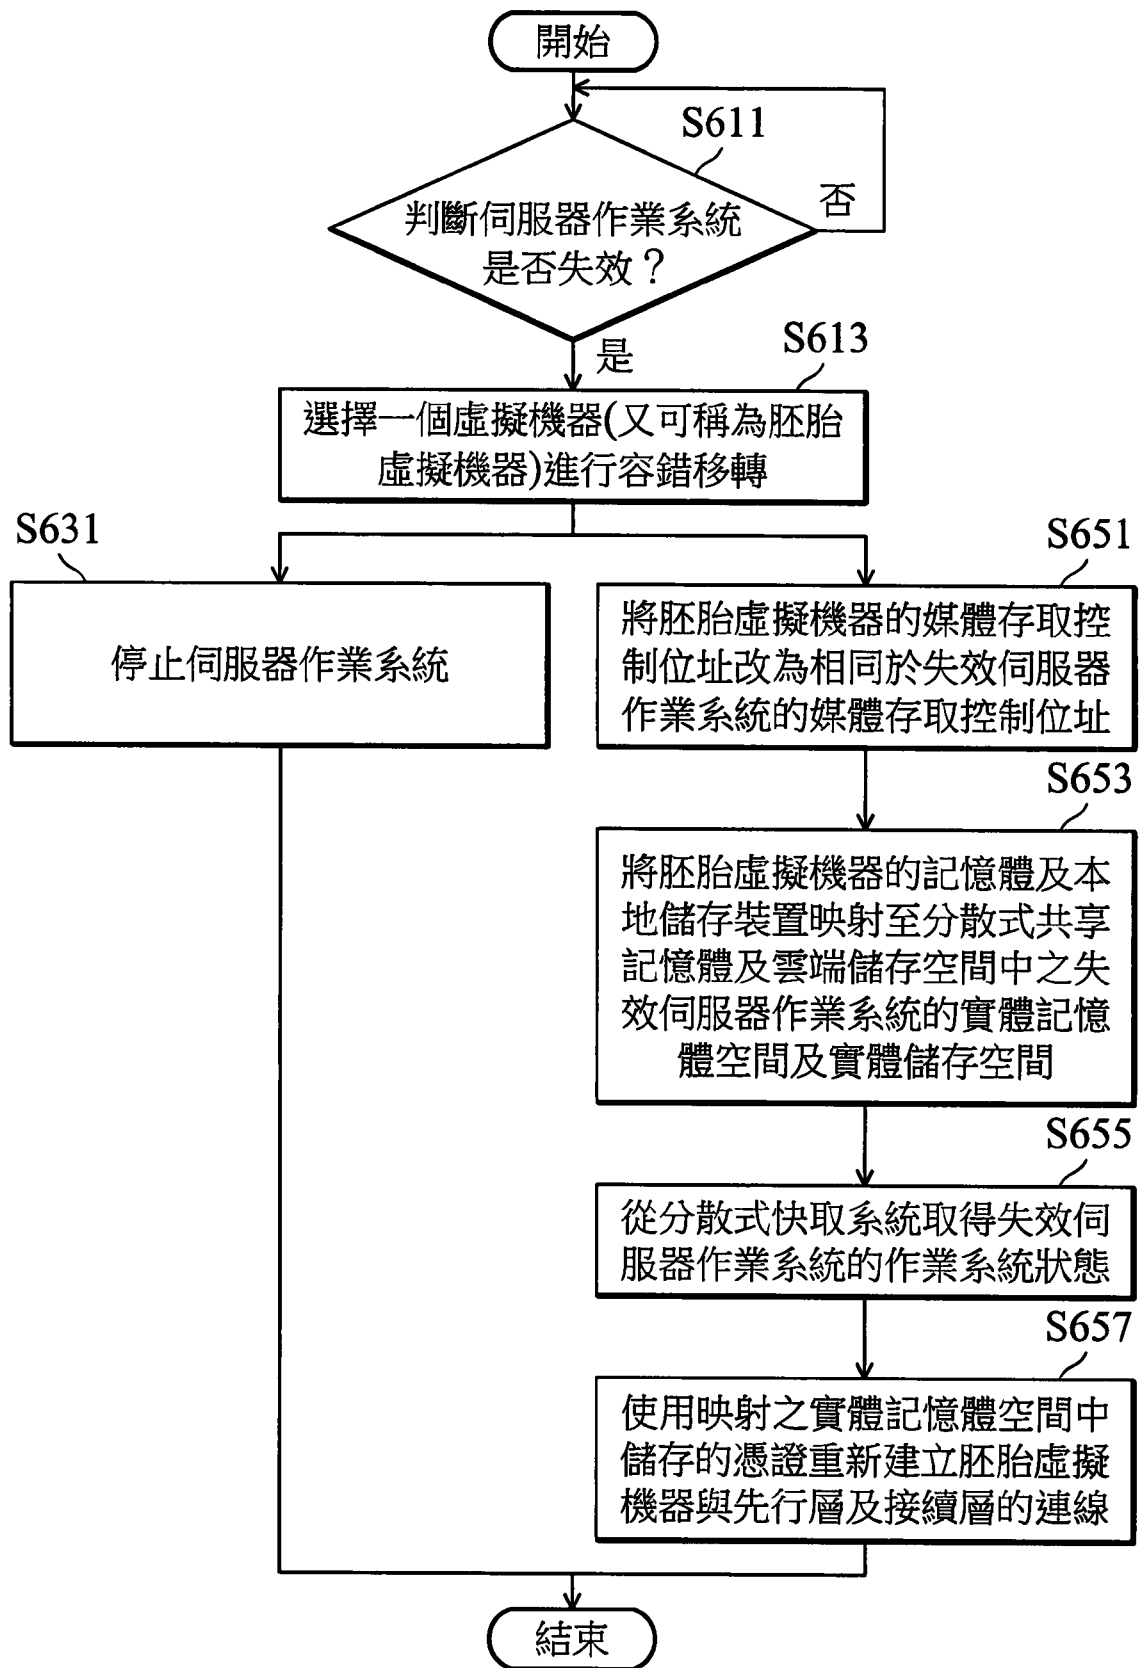 開始
S611
判斷伺服器作業系統
是否失效？
否
是
S613
選擇一個虛擬機器(又可稱為胚胎
虛擬機器)進行容錯移轉
S631
停止伺服器作業系統
S651
將胚胎虛擬機器的媒體存取控
制位址改為相同於失效伺服器
作業系統的媒體存取控制位址
S653
將胚胎虛擬機器的記憶體及本
地儲存裝置映射至分散式共享
記憶體及雲端儲存空間中之失
效伺服器作業系統的實體記憶
體空間及實體儲存空間
S655
從分散式快取系統取得失效伺
服器作業系統的作業系統狀態
S657
使用映射之實體記憶體空間中
儲存的憑證重新建立胚胎虛擬
機器與先行層及接續層的連線
結束